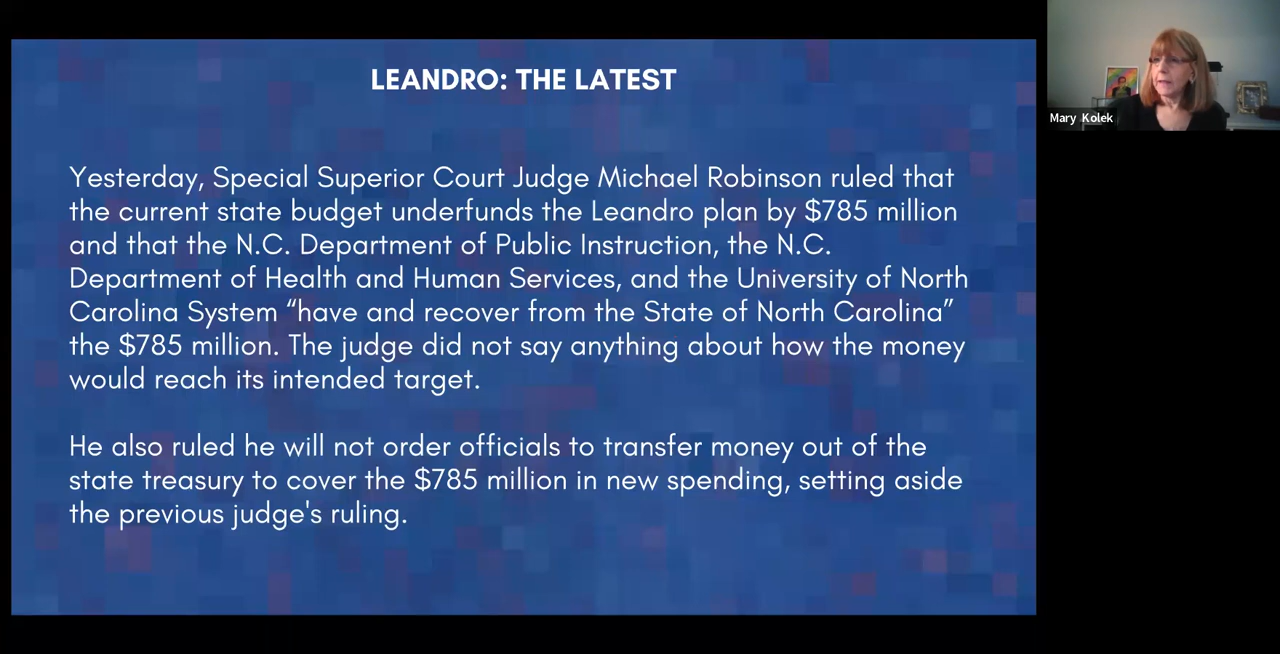 LEANDRO: THE LATEST
Yesterday, Special Superior Court Judge Michael Robinson ruled that
the current state budget underfunds the Leandro plan by $785 million
and that the N.C. Department of Public Instruction, the N.C.
Department of Health and Human Services, and the University of North
Carolina System “have and recover from the State of North Carolina”
the $785 million. The judge did not say anything about how the money
would reach its intended target.
He also ruled he will not order officials to transfer money out of the
state treasury to cover the $785 million in new spending, setting aside
the previous judge's ruling.
Mary Kolek